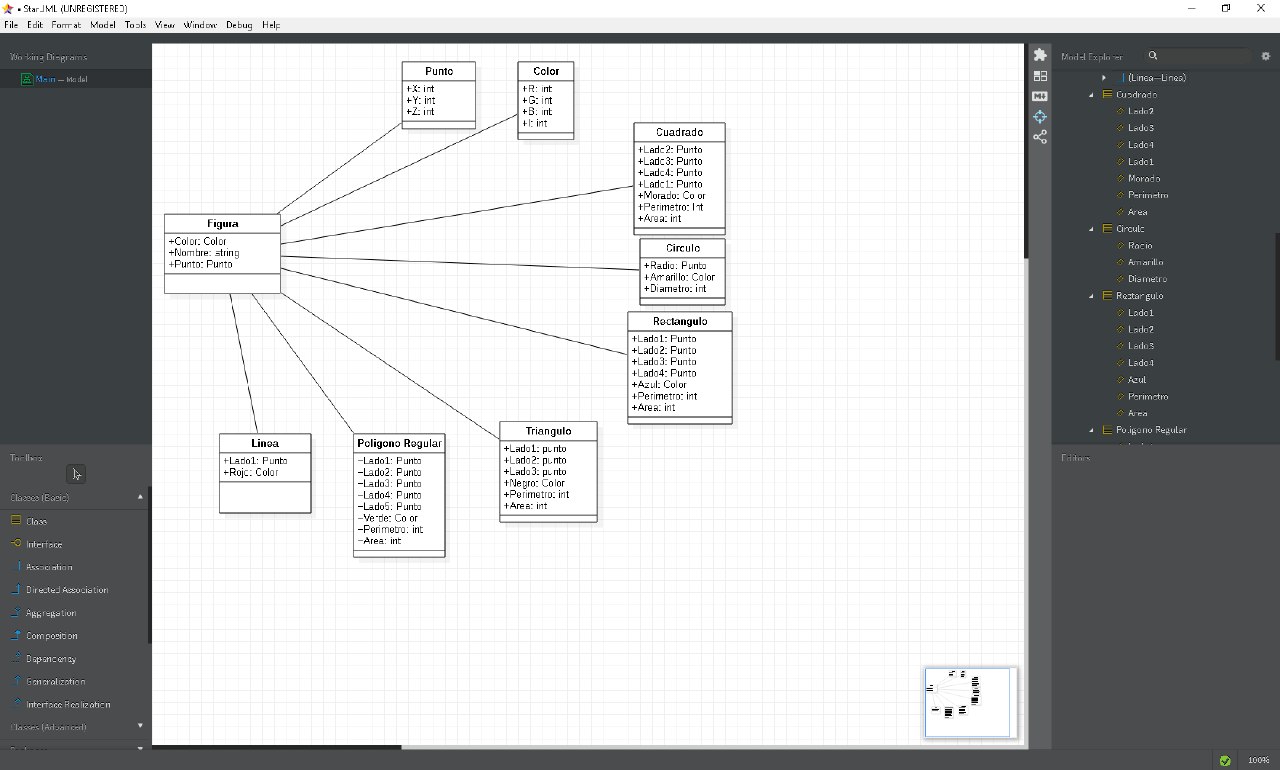 • StarUML (UNREGISTERED)
File Edit Format Model Tools View Window Debug Help
Working Diagrams
Main — Model
Punto
+X: int
+Y: int
+Z: int
Color
+R: int
+G: int
+B: int
+I: int
Cuadrado
+Lado2: Punto
+Lado3: Punto
+Lado4: Punto
+Lado1: Punto
+Morado: Color
+Perimetro: Int
+Area: int
Figura
+Color: Color
+Nombre: string
+Punto: Punto
Circulo
+Radio: Punto
+Amarillo: Color
+Diametro: int
Rectangulo
+Lado1: Punto
+Lado2: Punto
+Lado3: Punto
+Lado4: Punto
+Azul: Color
+Perimetro: int
+Area: int
Linea
+Lado1: Punto
+Rojo: Color
Poligono Regular
-Lado1: Punto
-Lado2: Punto
-Lado3: Punto
-Lado4: Punto
-Lado5: Punto
-Verde: Color
-Perimetro: int
-Area: int
Triangulo
+Lado1: punto
+Lado2: punto
+Lado3: punto
+Negro: Color
+Perimetro: int
+Area: int
Toolbox
Classes (Basic)
Class
Interface
Association
Directed Association
Aggregation
Composition
Dependency
Generalization
Interface Realization
Classes (Advanced)
Model Explorer
(Linea—Linea)
Cuadrado
Lado2
Lado3
Lado4
Lado1
Morado
Perimetro
Area
Circulo
Radio
Amarillo
Diametro
Rectangulo
Lado1
Lado2
Lado3
Lado4
Azul
Perimetro
Area
Poligono Regular
Editors
100%